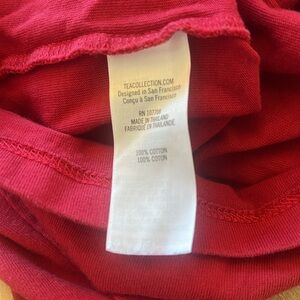 TEACOLLECTION.COM
Designed in San Francisco
Conçu à San Francisco
RN 107708
MADE IN THAILAND
FABRIQUÉ EN THAÏLANDE
100% COTTON
100% COTON